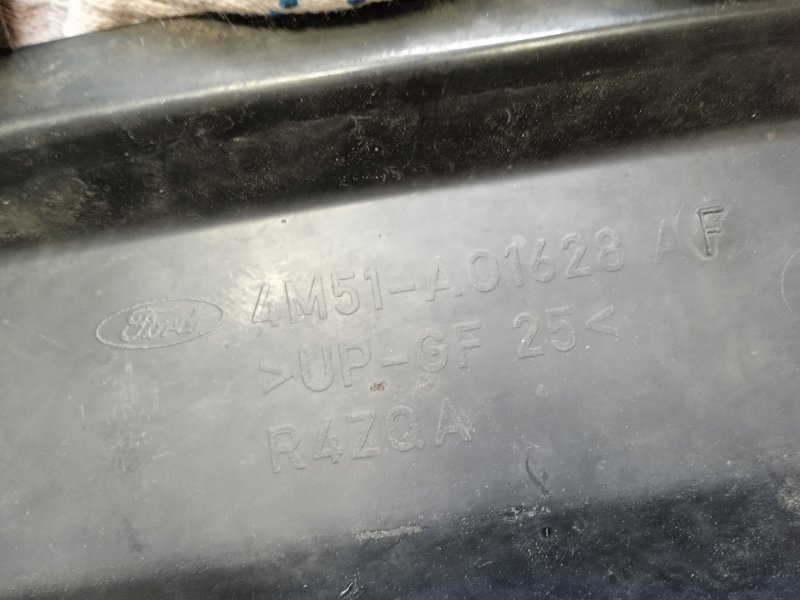 Ford 4M51-A01628 AF
>UP-GF 25<
R4ZQA